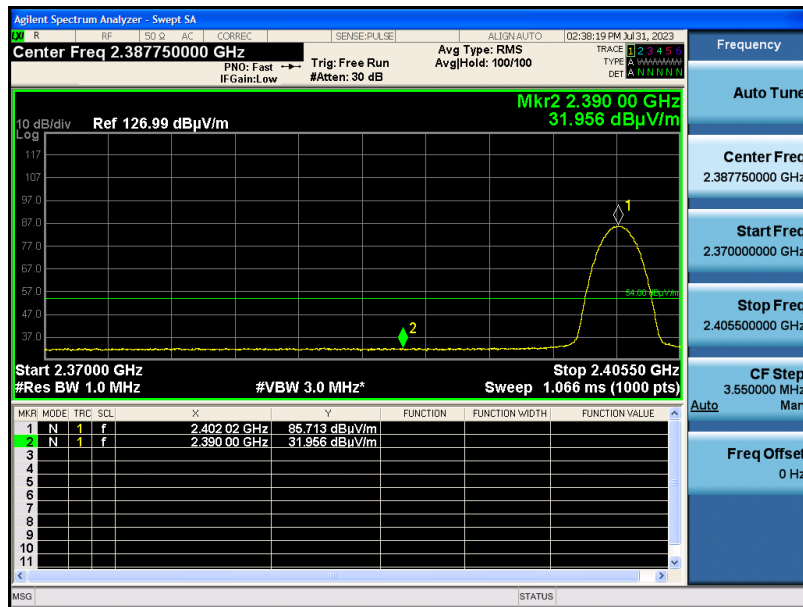 Agilent Spectrum Analyzer - Swept SA
LXI R RF 50 Ω AC CORREC SENSE:PULSE ALIGN AUTO 02:38:19 PM Jul 31, 2023
Center Freq 2.387750000 GHz
PNO: Fast
IFGain:Low
Trig: Free Run
#Atten: 30 dB
Avg Type: RMS
Avg|Hold: 100/100
TRACE 1 2 3 4 5 6
TYPE A WWWWW
DET A N N N N N
Mkr2 2.390 00 GHz
31.956 dBµV/m
10 dB/div Ref 126.99 dBµV/m
Log
117
107
97.0
87.0
77.0
67.0
57.0
47.0
37.0
1
54.00 dBµV/m
2
Start 2.37000 GHz Stop 2.40550 GHz
#Res BW 1.0 MHz #VBW 3.0 MHz* Sweep 1.066 ms (1000 pts)
MKR MODE TRC SCL X Y FUNCTION FUNCTION WIDTH FUNCTION VALUE
1 N 1 f 2.402 02 GHz 85.713 dBµV/m
2 N 1 f 2.390 00 GHz 31.956 dBµV/m
3
4
5
6
7
8
9
10
11
MSG STATUS
Frequency
Auto Tune
Center Freq
2.387750000 GHz
Start Freq
2.370000000 GHz
Stop Freq
2.405500000 GHz
CF Step
3.550000 MHz
Auto Man
Freq Offset
0 Hz